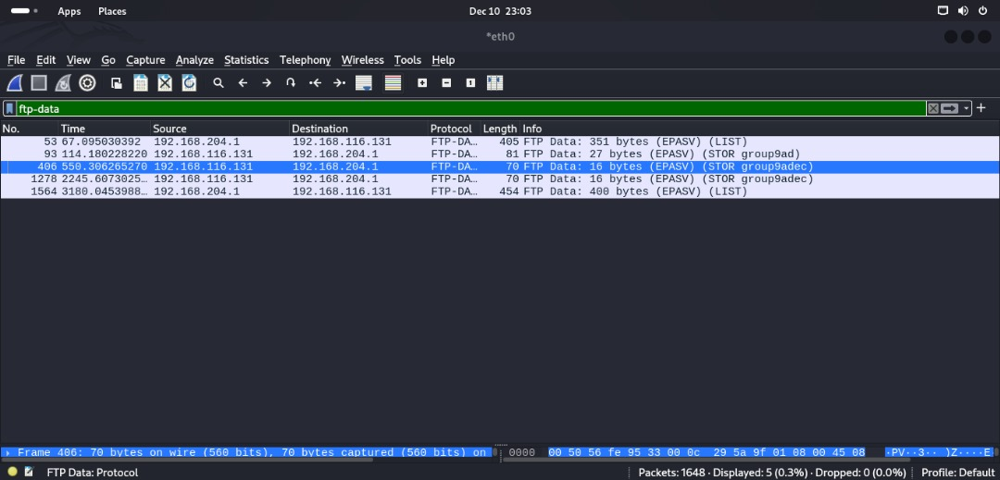 Apps Places Dec 10 23:03
*eth0
File Edit View Go Capture Analyze Statistics Telephony Wireless Tools Help
ftp-data
No. Time Source Destination Protocol Length Info
53 67.095030392 192.168.204.1 192.168.116.131 FTP-DA… 405 FTP Data: 351 bytes (EPASV) (LIST)
93 114.180228220 192.168.116.131 192.168.204.1 FTP-DA… 81 FTP Data: 27 bytes (EPASV) (STOR group9ad)
406 550.306265270 192.168.116.131 192.168.204.1 FTP-DA… 70 FTP Data: 16 bytes (EPASV) (STOR group9adec)
1278 2245.6073025… 192.168.116.131 192.168.204.1 FTP-DA… 70 FTP Data: 16 bytes (EPASV) (STOR group9adec)
1564 3180.0453988… 192.168.204.1 192.168.116.131 FTP-DA… 454 FTP Data: 400 bytes (EPASV) (LIST)
Frame 406: 70 bytes on wire (560 bits), 70 bytes captured (560 bits) on 0000 00 50 56 fe 95 33 00 0c 29 5a 9f 01 08 00 45 08 ·PV··3·· )Z····E
FTP Data: Protocol Packets: 1648 · Displayed: 5 (0.3%) · Dropped: 0 (0.0%) Profile: Default